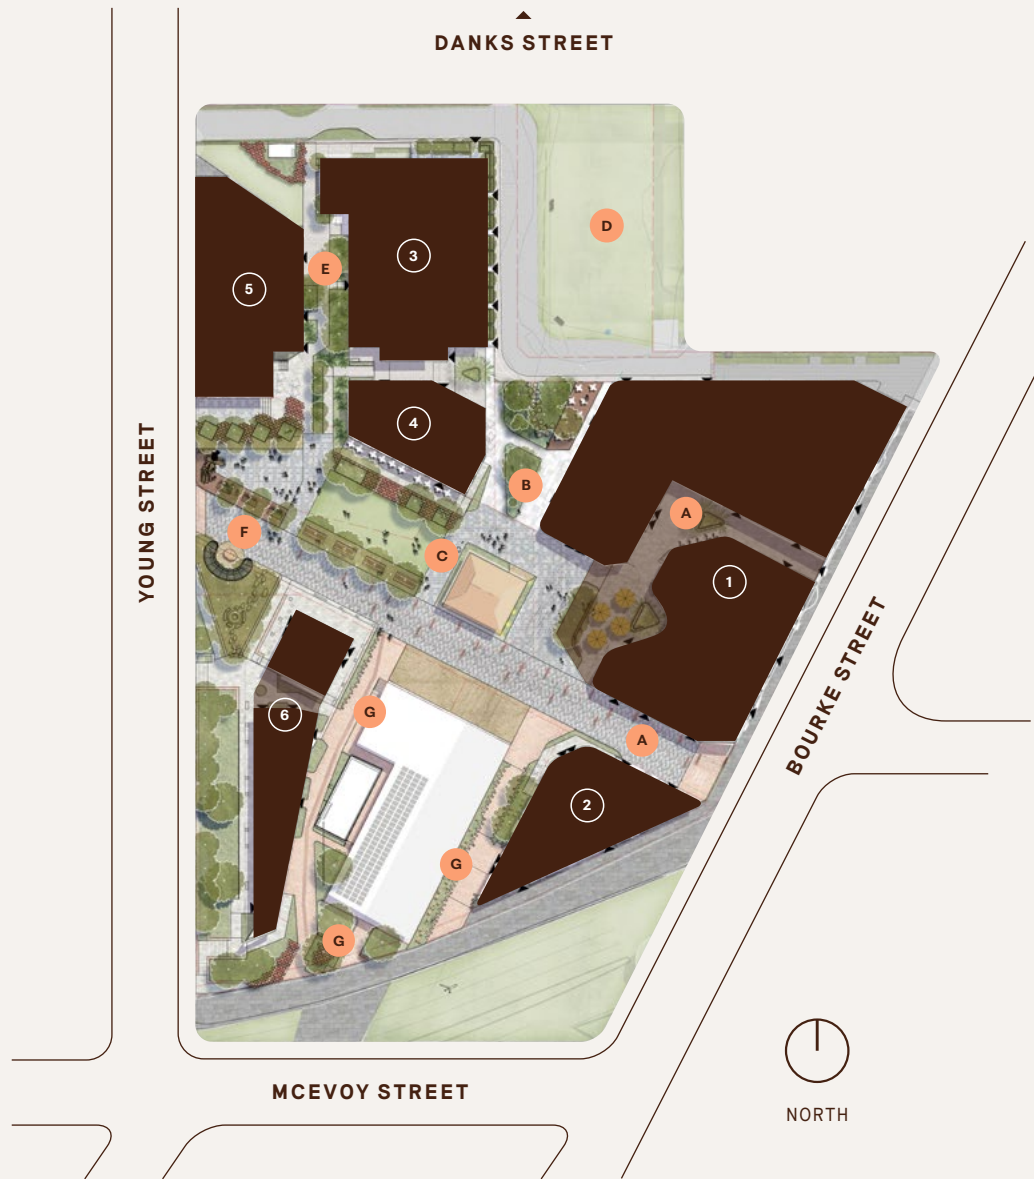 DANKS STREET
D
3
E
5
4
B
A
F
C
1
YOUNG STREET
BOURKE STREET
G
6
A
2
G
G
MCEVOY STREET
NORTH